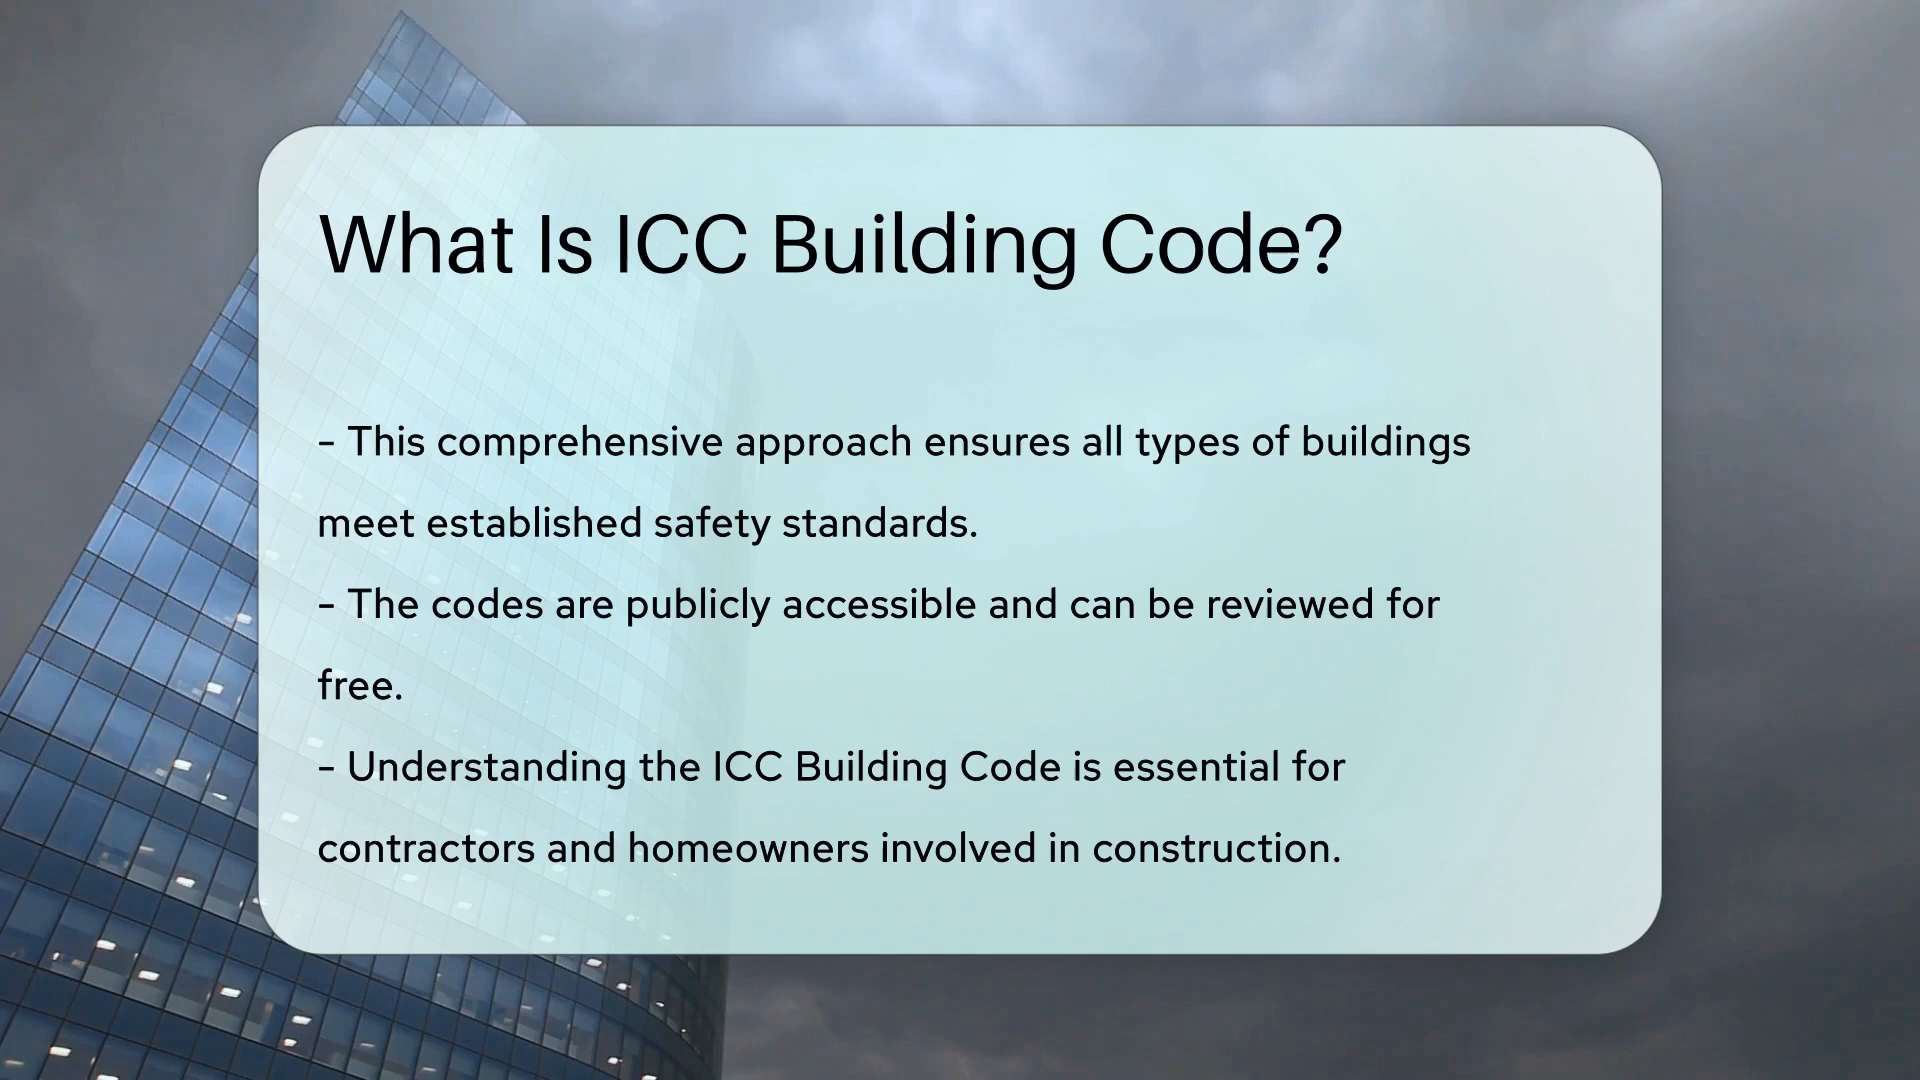 What Is ICC Building Code?
- This comprehensive approach ensures all types of buildings
meet established safety standards.
- The codes are publicly accessible and can be reviewed for
free.
- Understanding the ICC Building Code is essential for
contractors and homeowners involved in construction.